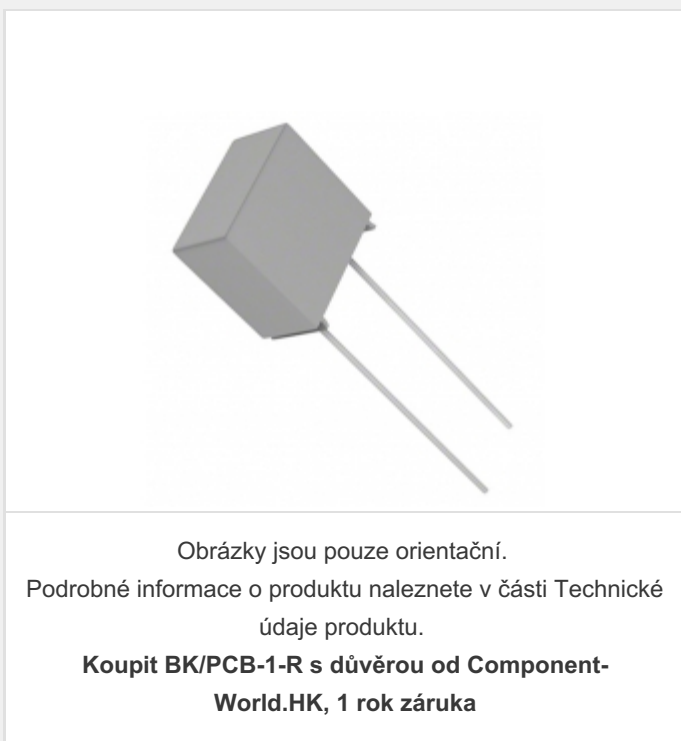 Obrázky jsou pouze orientační.
Podrobné informace o produktu naleznete v části Technické
údaje produktu.
Koupit BK/PCB-1-R s důvěrou od Component-
World.HK, 1 rok záruka